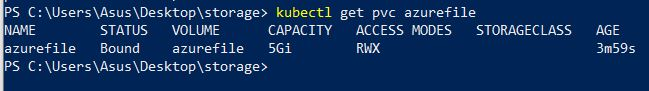 PS C:\Users\Asus\Desktop\storage> kubectl get pvc azurefile
NAME STATUS VOLUME CAPACITY ACCESS MODES STORAGECLASS AGE
azurefile Bound azurefile 5Gi RWX 3m59s
PS C:\Users\Asus\Desktop\storage>